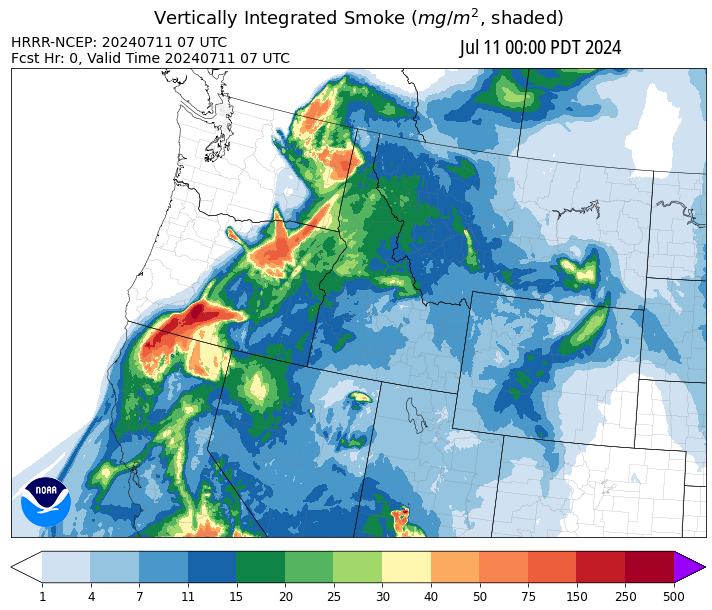 Vertically Integrated Smoke (mg/m², shaded)
HRRR-NCEP: 20240711 07 UTC
Fcst Hr: 0, Valid Time 20240711 07 UTC
Jul 11 00:00 PDT 2024
NOAA
1 4 7 11 15 20 25 30 40 50 75 150 250 500